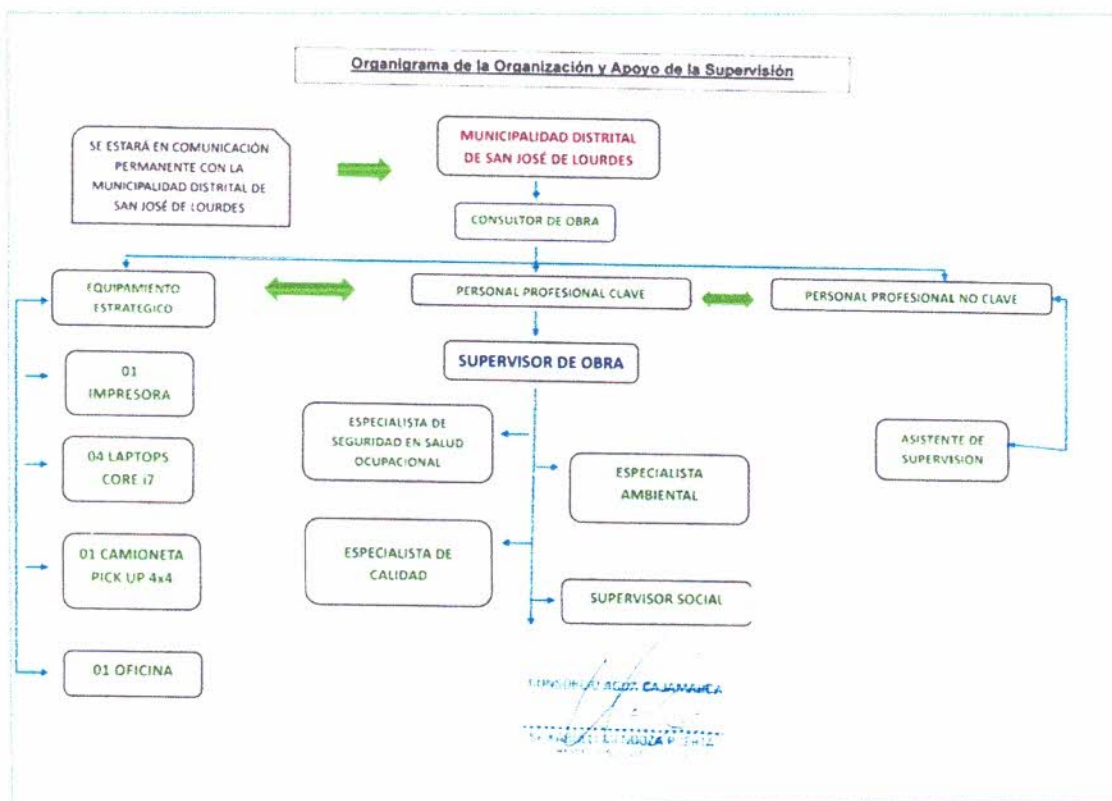 Organigrama de la Organización y Apoyo de la Supervisión
SE ESTARÁ EN COMUNICACIÓN
PERMANENTE CON LA
MUNICIPALIDAD DISTRITAL DE
SAN JOSÉ DE LOURDES
MUNICIPALIDAD DISTRITAL
DE SAN JOSÉ DE LOURDES
CONSULTOR DE OBRA
EQUIPAMIENTO
ESTRATEGICO
PERSONAL PROFESIONAL CLAVE
PERSONAL PROFESIONAL NO CLAVE
SUPERVISOR DE OBRA
01
IMPRESORA
ESPECIALISTA DE
SEGURIDAD EN SALUD
OCUPACIONAL
ASISTENTE DE
SUPERVISION
04 LAPTOPS
CORE i7
ESPECIALISTA
AMBIENTAL
01 CAMIONETA
PICK UP 4x4
ESPECIALISTA DE
CALIDAD
SUPERVISOR SOCIAL
01 OFICINA
CONSORCIO AGUA CAJAMARCA